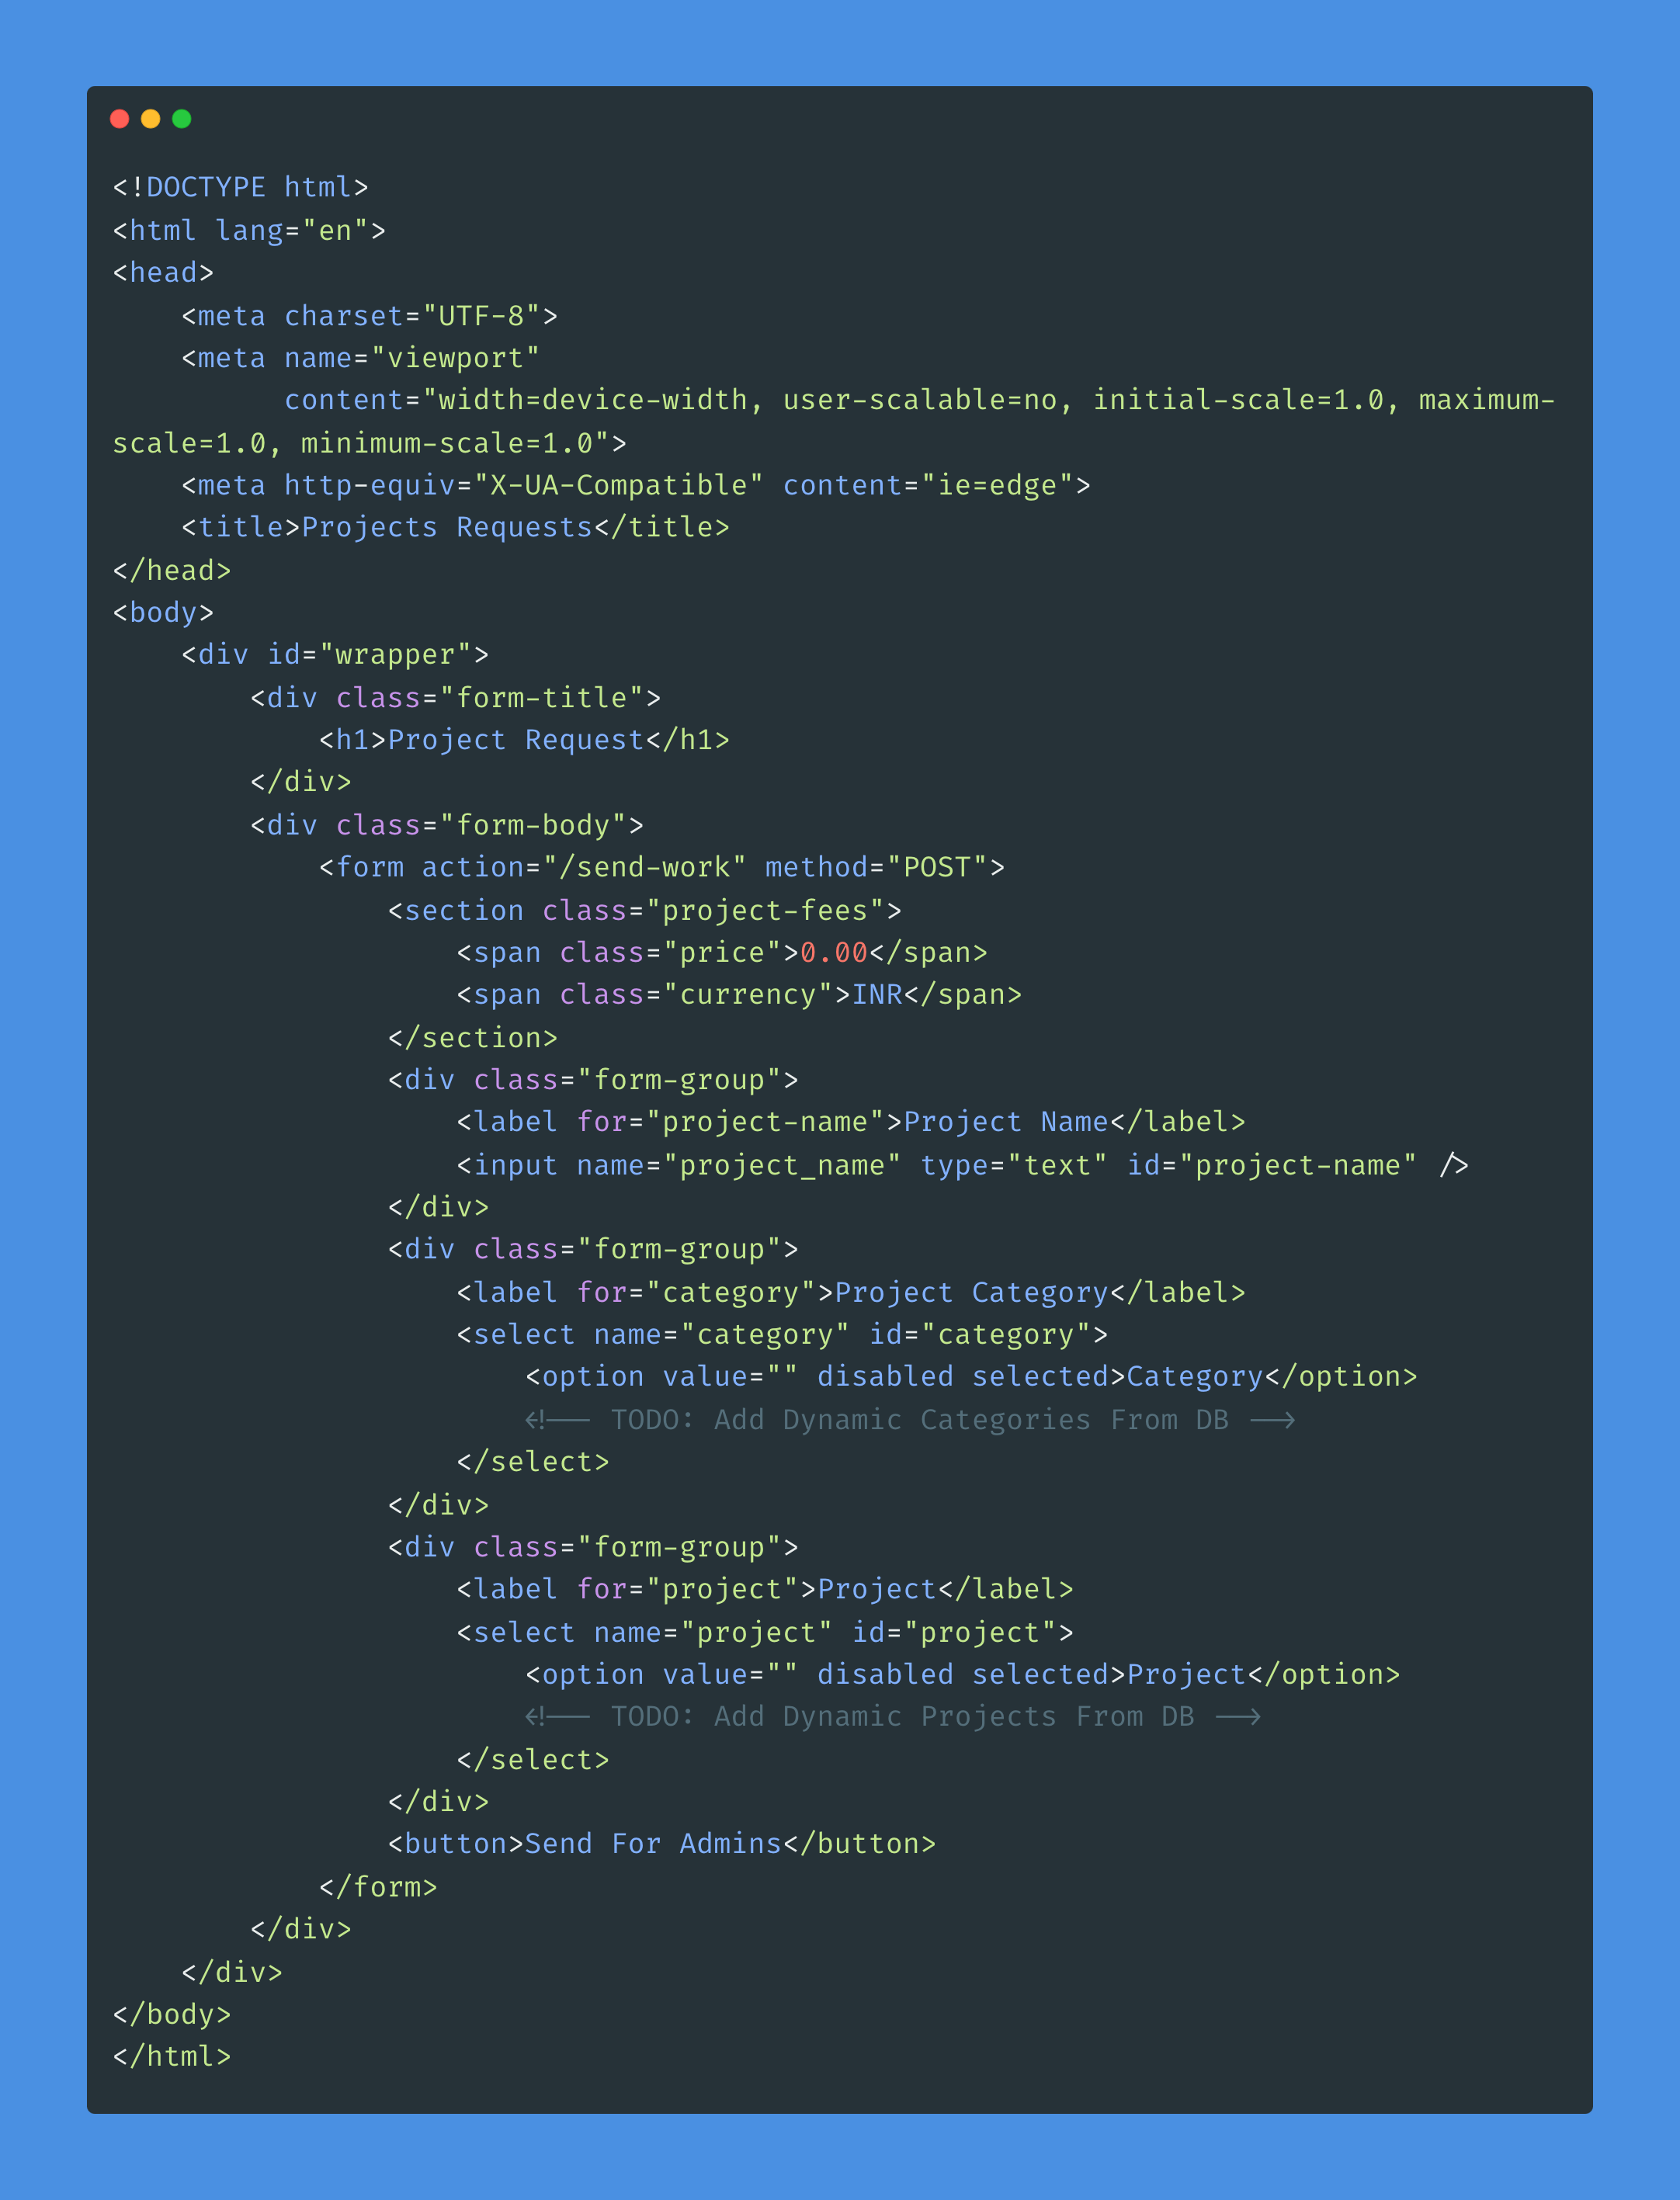 <!DOCTYPE html>
<html lang="en">
<head>
    <meta charset="UTF-8">
    <meta name="viewport"
          content="width=device-width, user-scalable=no, initial-scale=1.0, maximum-
scale=1.0, minimum-scale=1.0">
    <meta http-equiv="X-UA-Compatible" content="ie=edge">
    <title>Projects Requests</title>
</head>
<body>
    <div id="wrapper">
        <div class="form-title">
            <h1>Project Request</h1>
        </div>
        <div class="form-body">
            <form action="/send-work" method="POST">
                <section class="project-fees">
                    <span class="price">0.00</span>
                    <span class="currency">INR</span>
                </section>
                <div class="form-group">
                    <label for="project-name">Project Name</label>
                    <input name="project_name" type="text" id="project-name" />
                </div>
                <div class="form-group">
                    <label for="category">Project Category</label>
                    <select name="category" id="category">
                        <option value="" disabled selected>Category</option>
                        <!-- TODO: Add Dynamic Categories From DB -->
                    </select>
                </div>
                <div class="form-group">
                    <label for="project">Project</label>
                    <select name="project" id="project">
                        <option value="" disabled selected>Project</option>
                        <!-- TODO: Add Dynamic Projects From DB -->
                    </select>
                </div>
                <button>Send For Admins</button>
            </form>
        </div>
    </div>
</body>
</html>